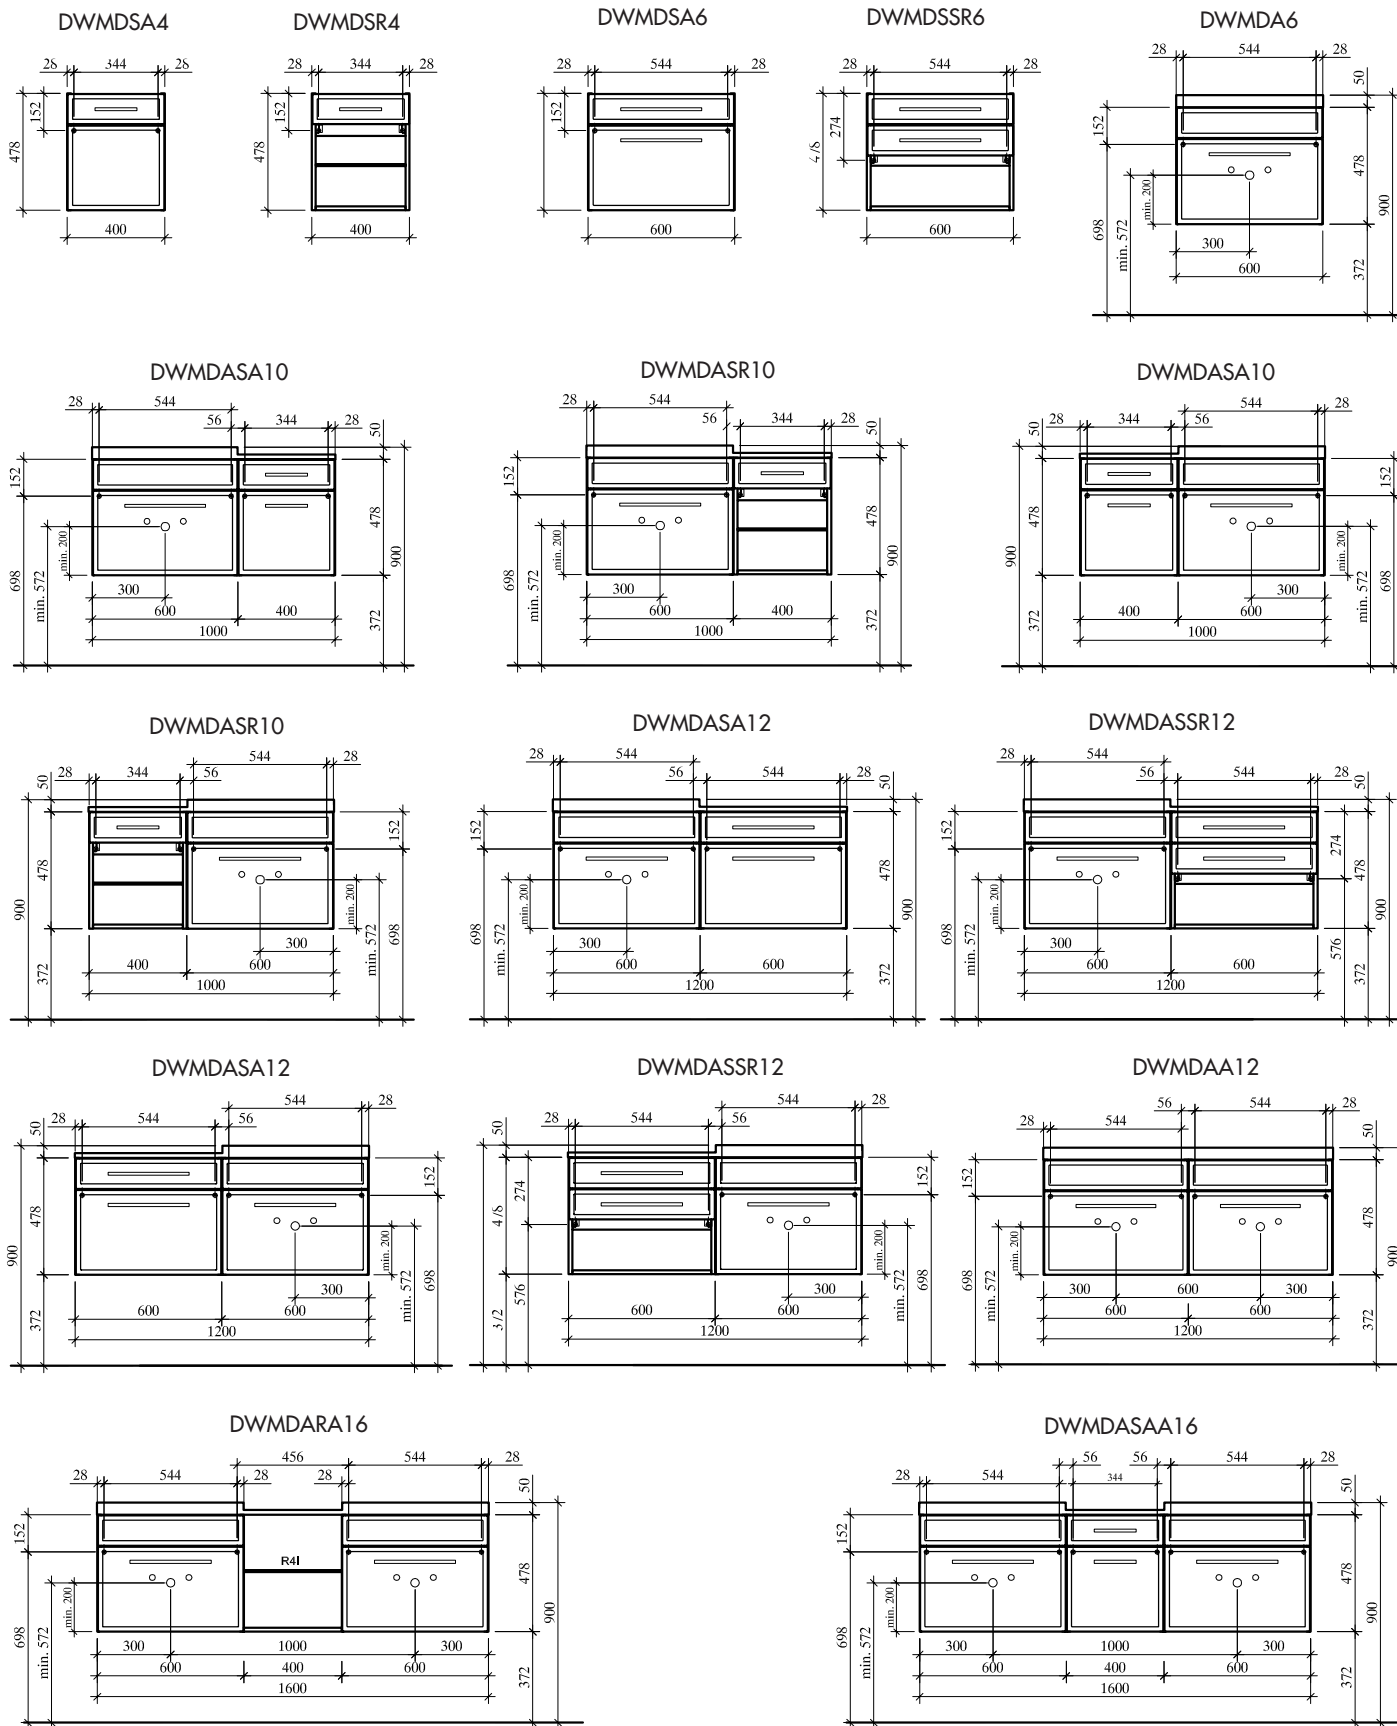 DWMDSA4 DWMDSR4 DWMDSA6 DWMDSSR6 DWMDA6
28 344 28 28 344 28 28 544 28 28 544 28 28 544 28
152 478 152 478 152 478 274 478 50 152 478 900
min. 200 698 min. 572 372
400 400 600 600 300
600
DWMDASA10 DWMDASR10 DWMDASA10
28 544 28 544 544 28
56 344 28 56 344 28 28 344 56
50 152 478 900 50 152 478 900 50 152 478 900
min. 200 min. 572 698 372 min. 200 min. 572 698 372 min. 200 min. 572 698 372
300 300 300
600 400 600 400 400 600
1000 1000 1000
DWMDASR10 DWMDASA12 DWMDASSR12
544 28 28 544 28 544
28 344 56 56 544 28 56 544 28
50 152 478 900 50 152 478 900 50 152 274 478 900
min. 200 min. 572 698 372 min. 200 min. 572 698 372 min. 200 min. 572 698 576 372
300 300 300
400 600 600 600 600 600
1000 1200 1200
DWMDASA12 DWMDASSR12 DWMDAA12
544 28 544 28 56 544 28
28 544 56 28 544 56 28 544
50 152 478 900 50 152 274 478 50 152 478 900
min. 200 min. 572 698 372 min. 200 min. 572 698 576 372 min. 200 min. 572 698 372
300 300 300 600 300
600 600 600 600 600 600
1200 1200 1200
DWMDARA16 DWMDASAA16
456 56 56
28 544 544 28 28 544 544 28
28 28 344
50 152 478 900 50 152 478 900
R4I
min. 200 min. 572 698 372 min. 200 min. 572 698 372
300 1000 300 300 1000 300
600 400 600 600 400 600
1600 1600